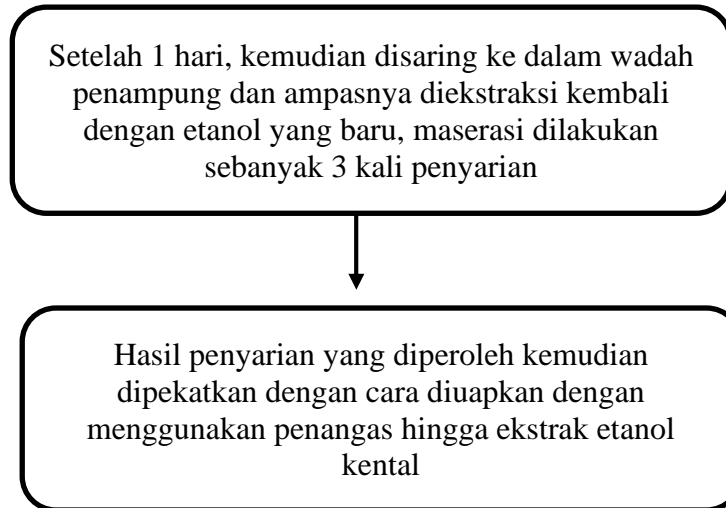 Setelah 1 hari, kemudian disaring ke dalam wadah
penampung dan ampasnya diekstraksi kembali
dengan etanol yang baru, maserasi dilakukan
sebanyak 3 kali penyarian
Hasil penyarian yang diperoleh kemudian
dipekatkan dengan cara diuapkan dengan
menggunakan penangas hingga ekstrak etanol
kental